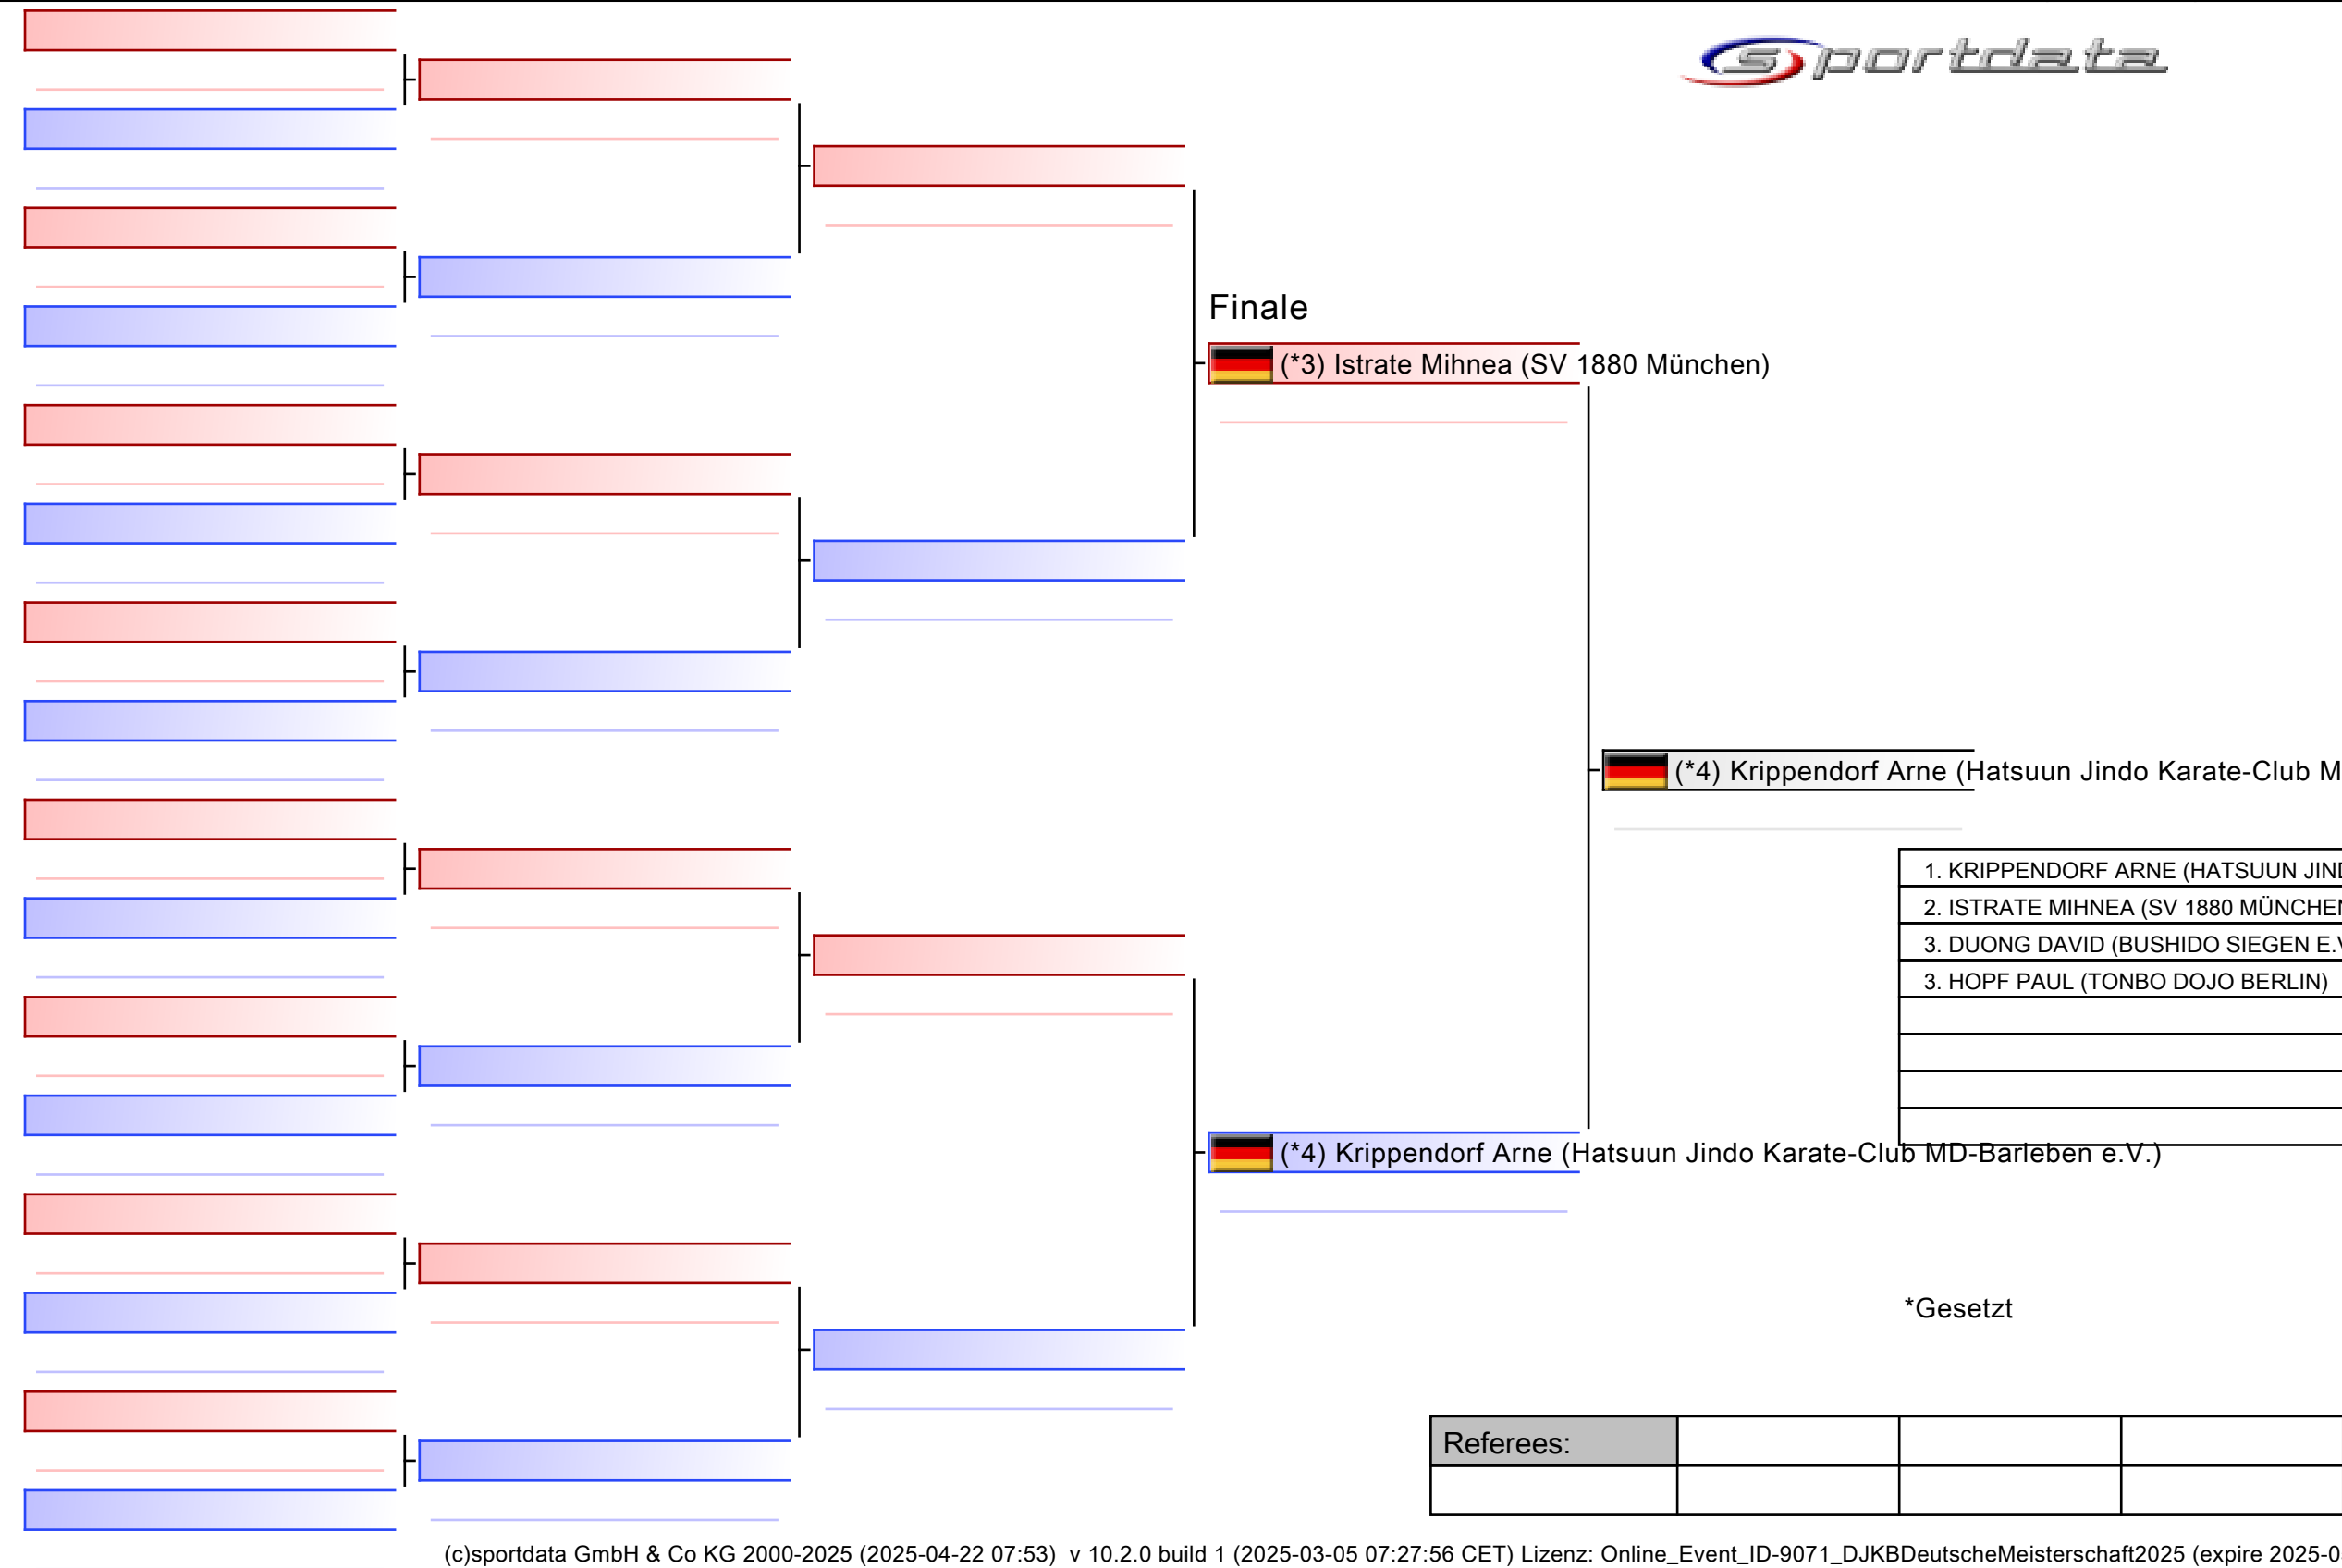 sportdata
Finale
(*3) Istrate Mihnea (SV 1880 München)
(*4) Krippendorf Arne (Hatsuun Jindo Karate-Club M
1. KRIPPENDORF ARNE (HATSUUN JIND
2. ISTRATE MIHNEA (SV 1880 MÜNCHEN
3. DUONG DAVID (BUSHIDO SIEGEN E.V
3. HOPF PAUL (TONBO DOJO BERLIN)
(*4) Krippendorf Arne (Hatsuun Jindo Karate-Club MD-Barleben e.V.)
*Gesetzt
Referees:
(c)sportdata GmbH & Co KG 2000-2025 (2025-04-22 07:53) v 10.2.0 build 1 (2025-03-05 07:27:56 CET) Lizenz: Online_Event_ID-9071_DJKBDeutscheMeisterschaft2025 (expire 2025-0